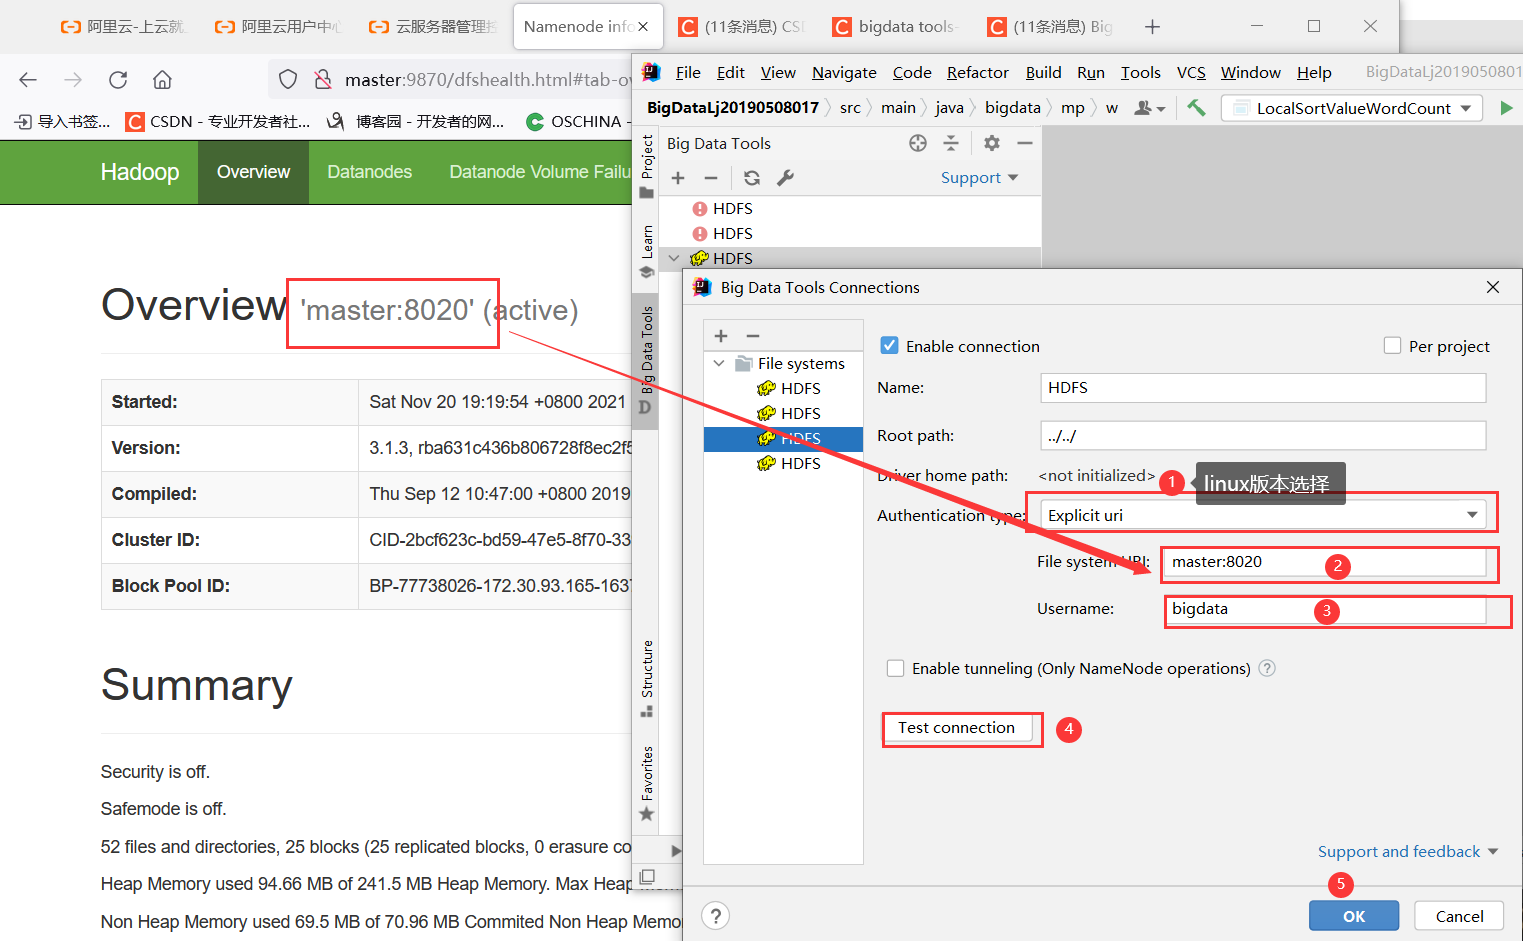 阿里云-上云就
阿里云用户中心
云服务器管理控
Namenode info
(11条消息) CSD
bigdata tools-
(11条消息) Big
master:9870/dfshealth.html#tab-o
导入书签...
CSDN - 专业开发者社...
博客园 - 开发者的网...
OSCHINA -
Hadoop
Overview
Datanodes
Datanode Volume Failu
Overview 'master:8020' (active)
Started: Sat Nov 20 19:19:54 +0800 2021
Version: 3.1.3, rba631c436b806728f8ec2f5
Compiled: Thu Sep 12 10:47:00 +0800 2019
Cluster ID: CID-2bcf623c-bd59-47e5-8f70-33
Block Pool ID: BP-77738026-172.30.93.165-1637
Summary
Security is off.
Safemode is off.
52 files and directories, 25 blocks (25 replicated blocks, 0 erasure co
Heap Memory used 94.66 MB of 241.5 MB Heap Memory. Max Heap Mem
Non Heap Memory used 69.5 MB of 70.96 MB Commited Non Heap Memo
File Edit View Navigate Code Refactor Build Run Tools VCS Window Help BigDataLj2019050801
BigDataLj20190508017 src main java bigdata mp w
LocalSortValueWordCount
Project
Learn
Big Data Tools
Structure
Favorites
Big Data Tools
Support
HDFS
HDFS
HDFS
Big Data Tools Connections
File systems
HDFS
HDFS
HDFS
HDFS
Enable connection
Per project
Name: HDFS
Root path: ../../
Driver home path: <not initialized>
1 linux版本选择
Authentication type: Explicit uri
File system URI: master:8020 2
Username: bigdata 3
Enable tunneling (Only NameNode operations) ?
Test connection 4
Support and feedback
5
?
OK
Cancel